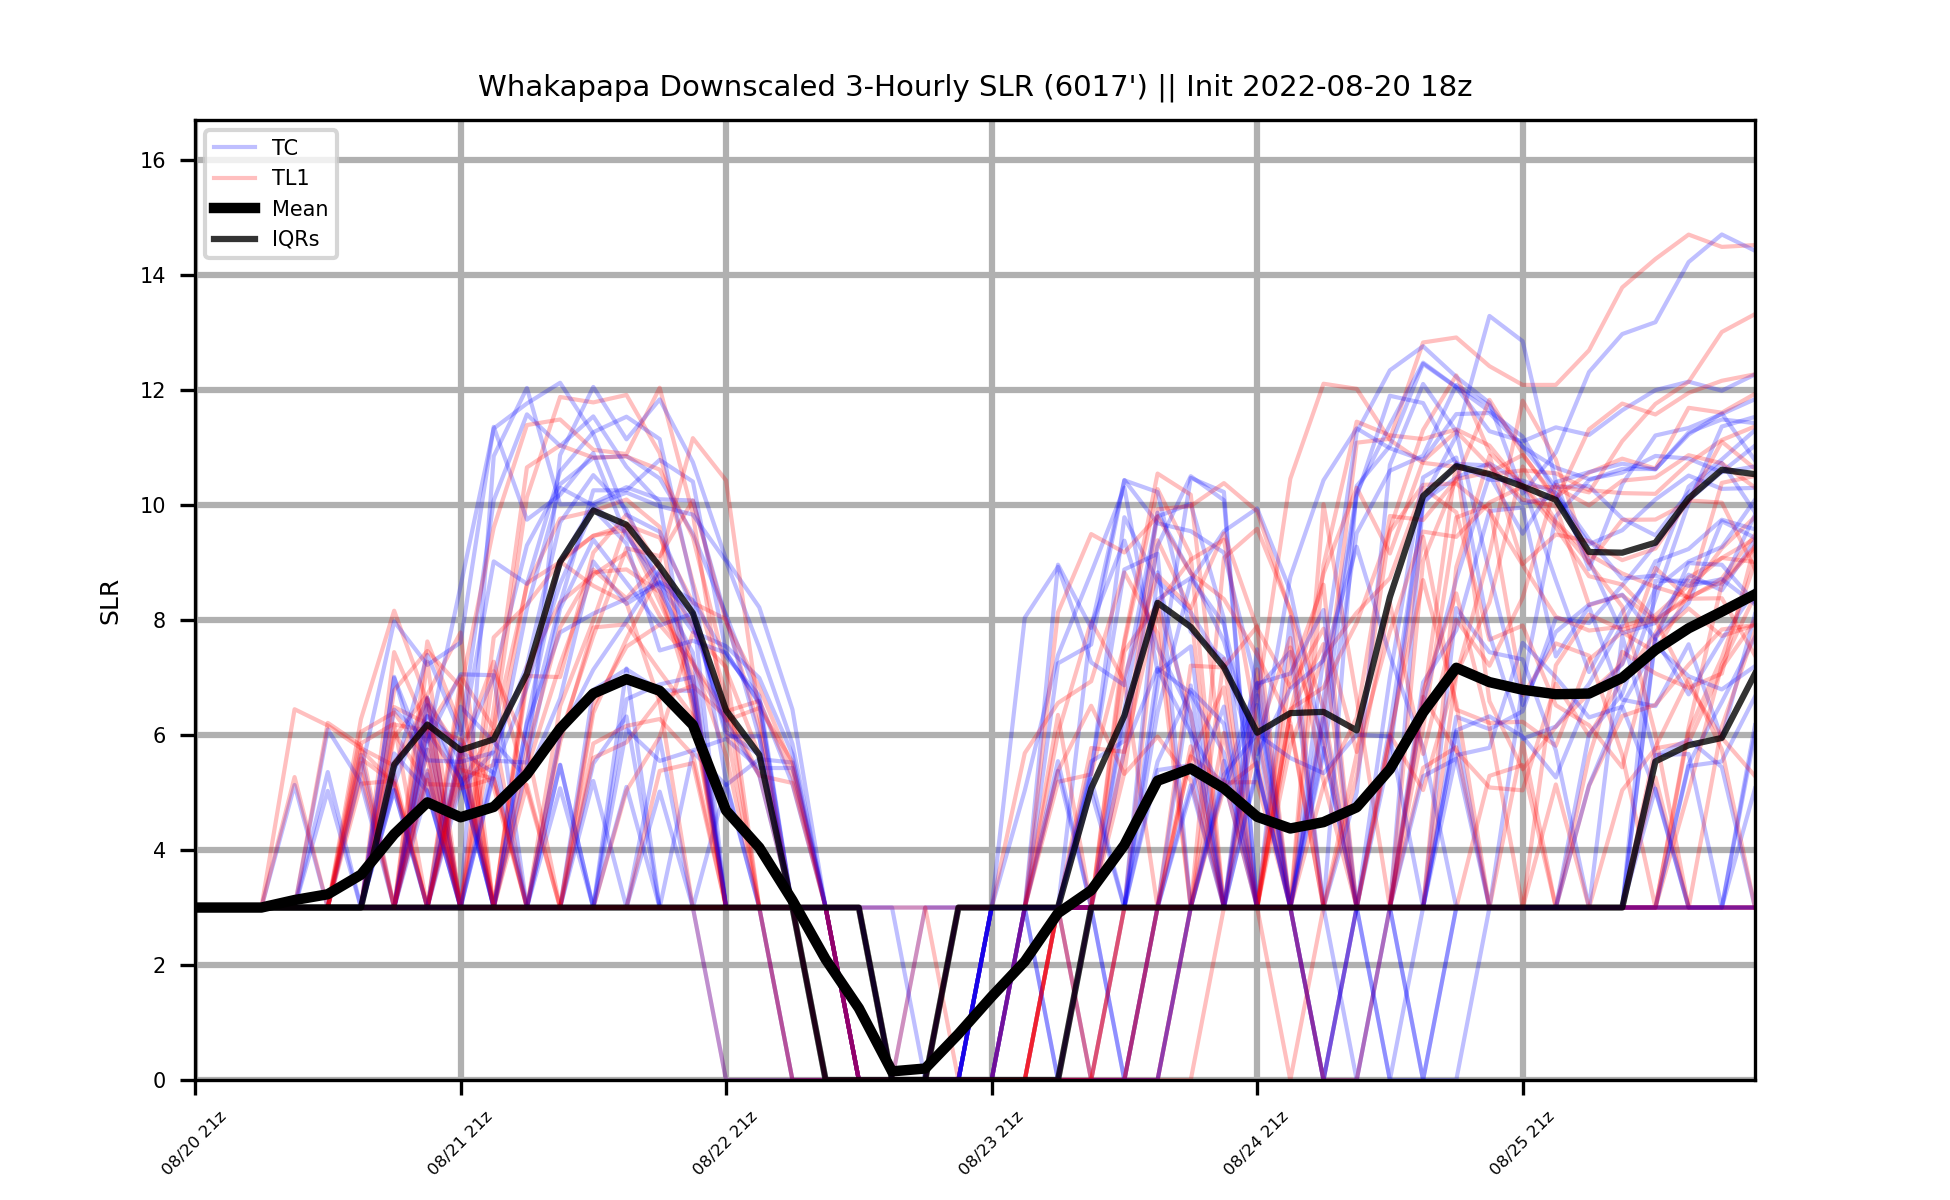 Whakapapa Downscaled 3-Hourly SLR (6017') || Init 2022-08-20 18z
TC
TL1
Mean
IQRs
16
14
12
10
8
6
4
2
0
SLR
08/20 21z
08/21 21z
08/22 21z
08/23 21z
08/24 21z
08/25 21z